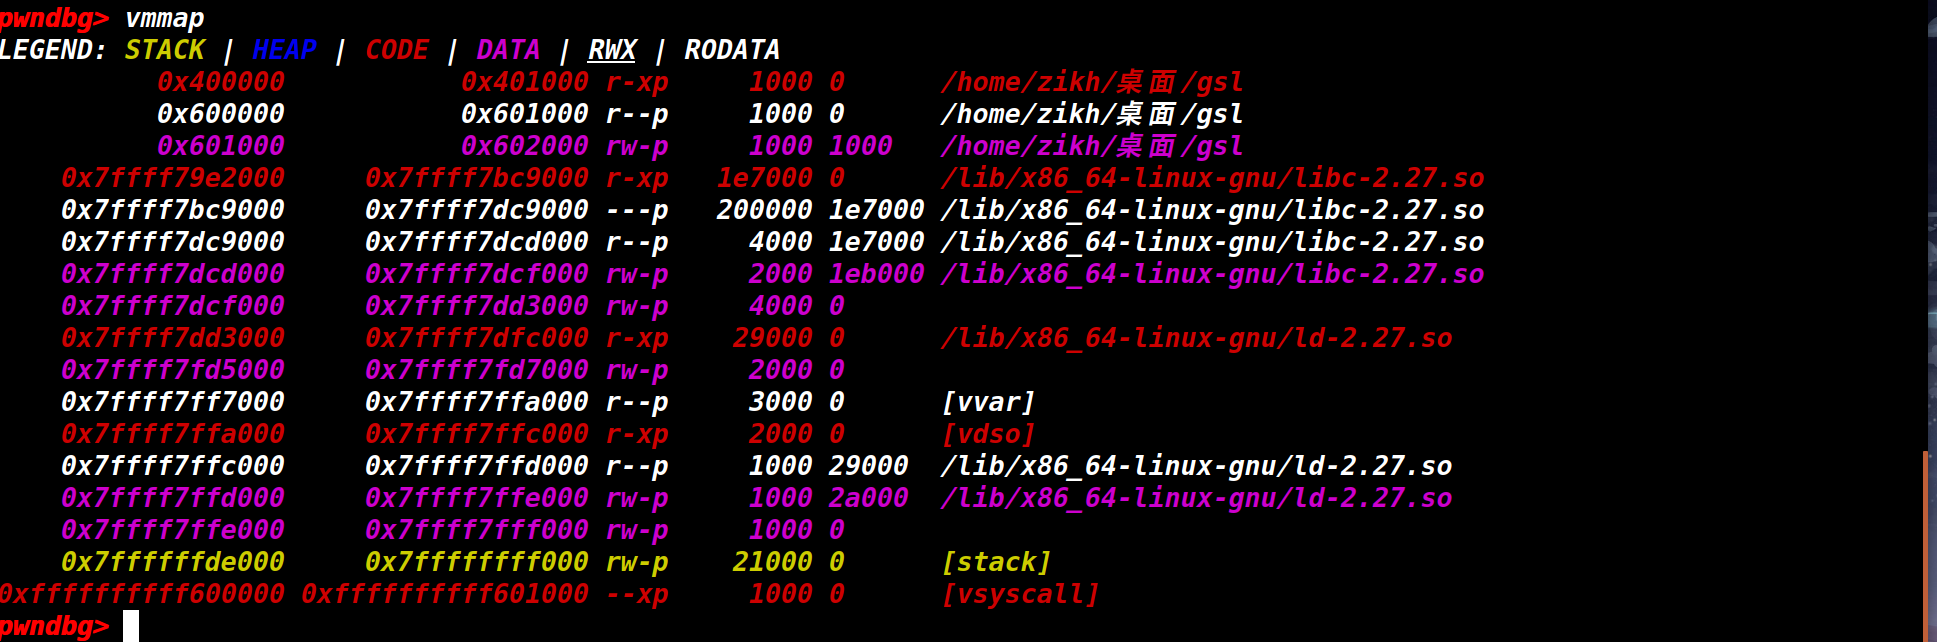 pwndbg> vmmap
LEGEND: STACK | HEAP | CODE | DATA | RWX | RODATA
0x400000 0x401000 r-xp 1000 0 /home/zikh/桌面/gsl
0x600000 0x601000 r--p 1000 0 /home/zikh/桌面/gsl
0x601000 0x602000 rw-p 1000 1000 /home/zikh/桌面/gsl
0x7ffff79e2000 0x7ffff7bc9000 r-xp 1e7000 0 /lib/x86_64-linux-gnu/libc-2.27.so
0x7ffff7bc9000 0x7ffff7dc9000 ---p 200000 1e7000 /lib/x86_64-linux-gnu/libc-2.27.so
0x7ffff7dc9000 0x7ffff7dcd000 r--p 4000 1e7000 /lib/x86_64-linux-gnu/libc-2.27.so
0x7ffff7dcd000 0x7ffff7dcf000 rw-p 2000 1eb000 /lib/x86_64-linux-gnu/libc-2.27.so
0x7ffff7dcf000 0x7ffff7dd3000 rw-p 4000 0
0x7ffff7dd3000 0x7ffff7dfc000 r-xp 29000 0 /lib/x86_64-linux-gnu/ld-2.27.so
0x7ffff7fd5000 0x7ffff7fd7000 rw-p 2000 0
0x7ffff7ff7000 0x7ffff7ffa000 r--p 3000 0 [vvar]
0x7ffff7ffa000 0x7ffff7ffc000 r-xp 2000 0 [vdso]
0x7ffff7ffc000 0x7ffff7ffd000 r--p 1000 29000 /lib/x86_64-linux-gnu/ld-2.27.so
0x7ffff7ffd000 0x7ffff7ffe000 rw-p 1000 2a000 /lib/x86_64-linux-gnu/ld-2.27.so
0x7ffff7ffe000 0x7ffff7fff000 rw-p 1000 0
0x7ffffffde000 0x7ffffffff000 rw-p 21000 0 [stack]
0xffffffffff600000 0xffffffffff601000 --xp 1000 0 [vsyscall]
pwndbg>